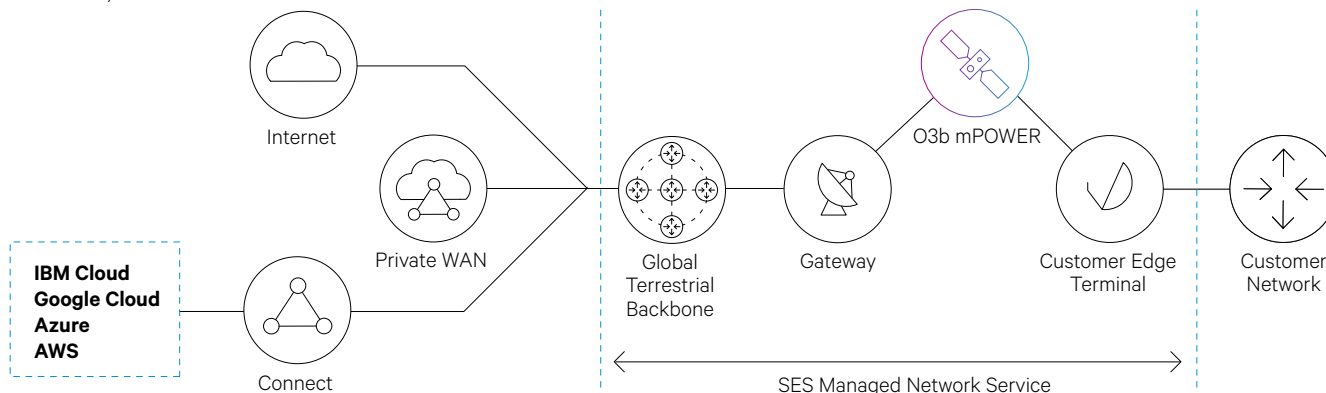 Internet
O3b mPOWER
Private WAN
Global
Terrestrial
Backbone
Gateway
Customer Edge
Terminal
Customer
Network
IBM Cloud
Google Cloud
Azure
AWS
Connect
SES Managed Network Service